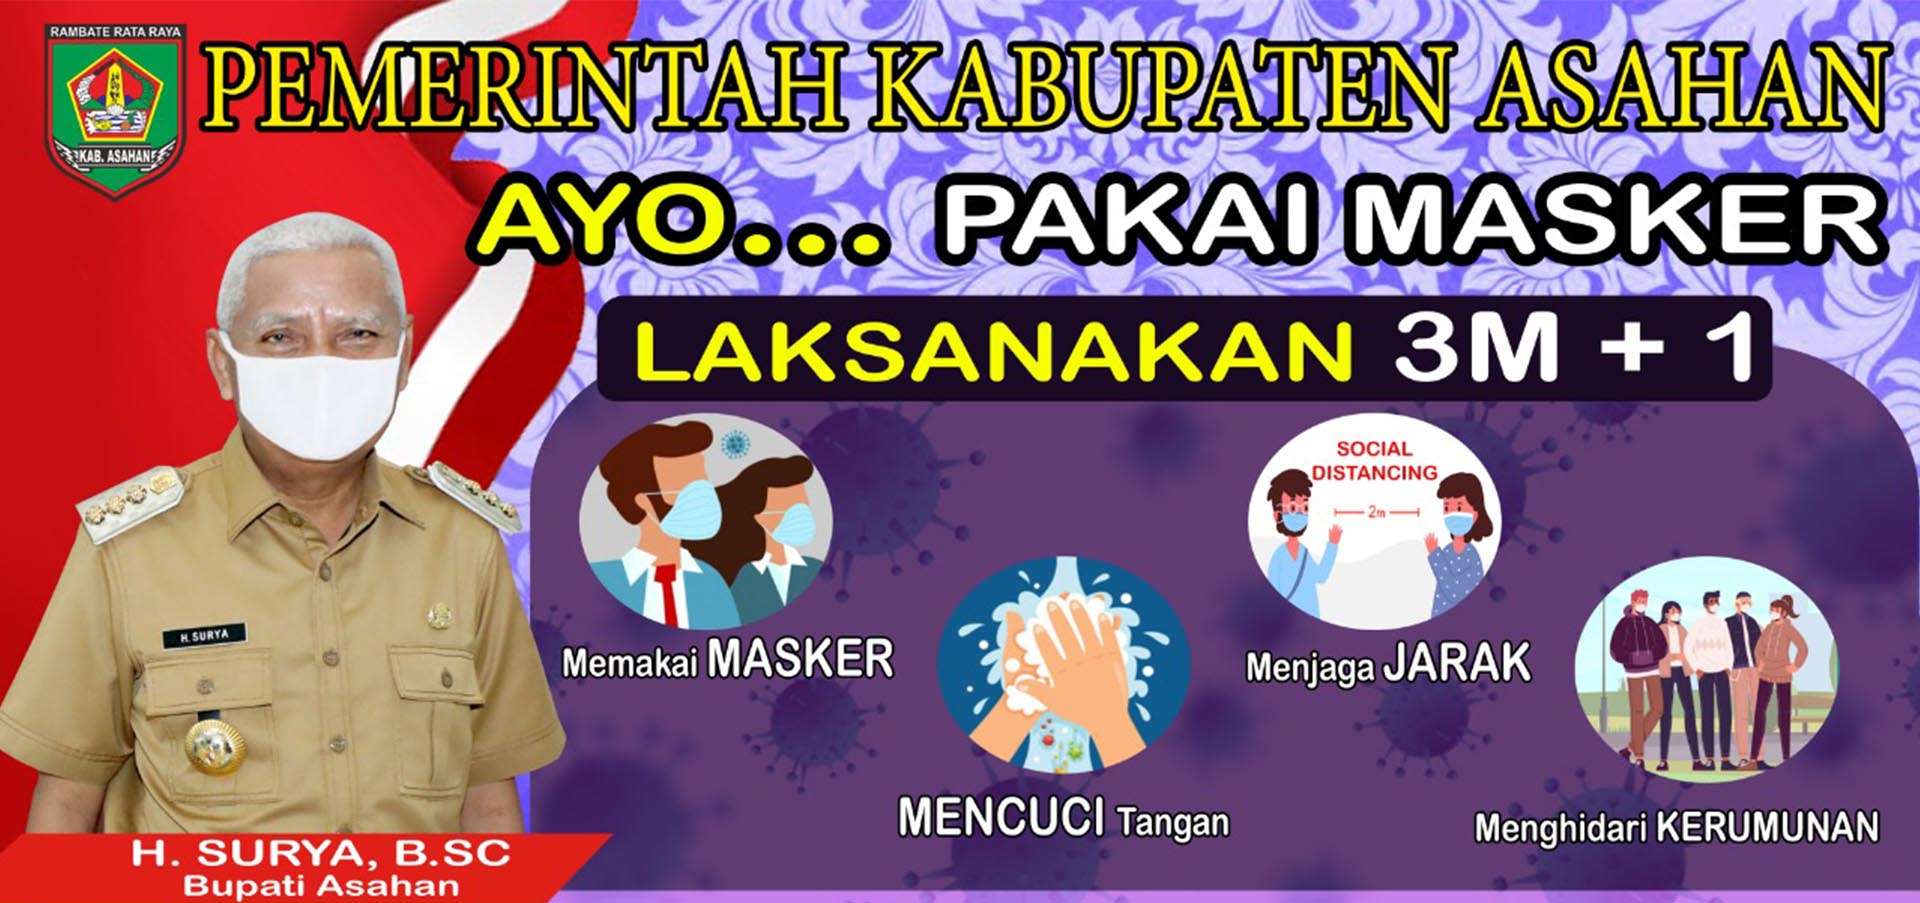 RAMBATE RATA RAYA
KAB. ASAHAN
PEMERINTAH KABUPATEN ASAHAN
AYO... PAKAI MASKER
LAKSANAKAN 3M + 1
SOCIAL
DISTANCING
2m
H.SURYA
Memakai MASKER
Menjaga JARAK
MENCUCI Tangan
Menghidari KERUMUNAN
H. SURYA, B.SC
Bupati Asahan